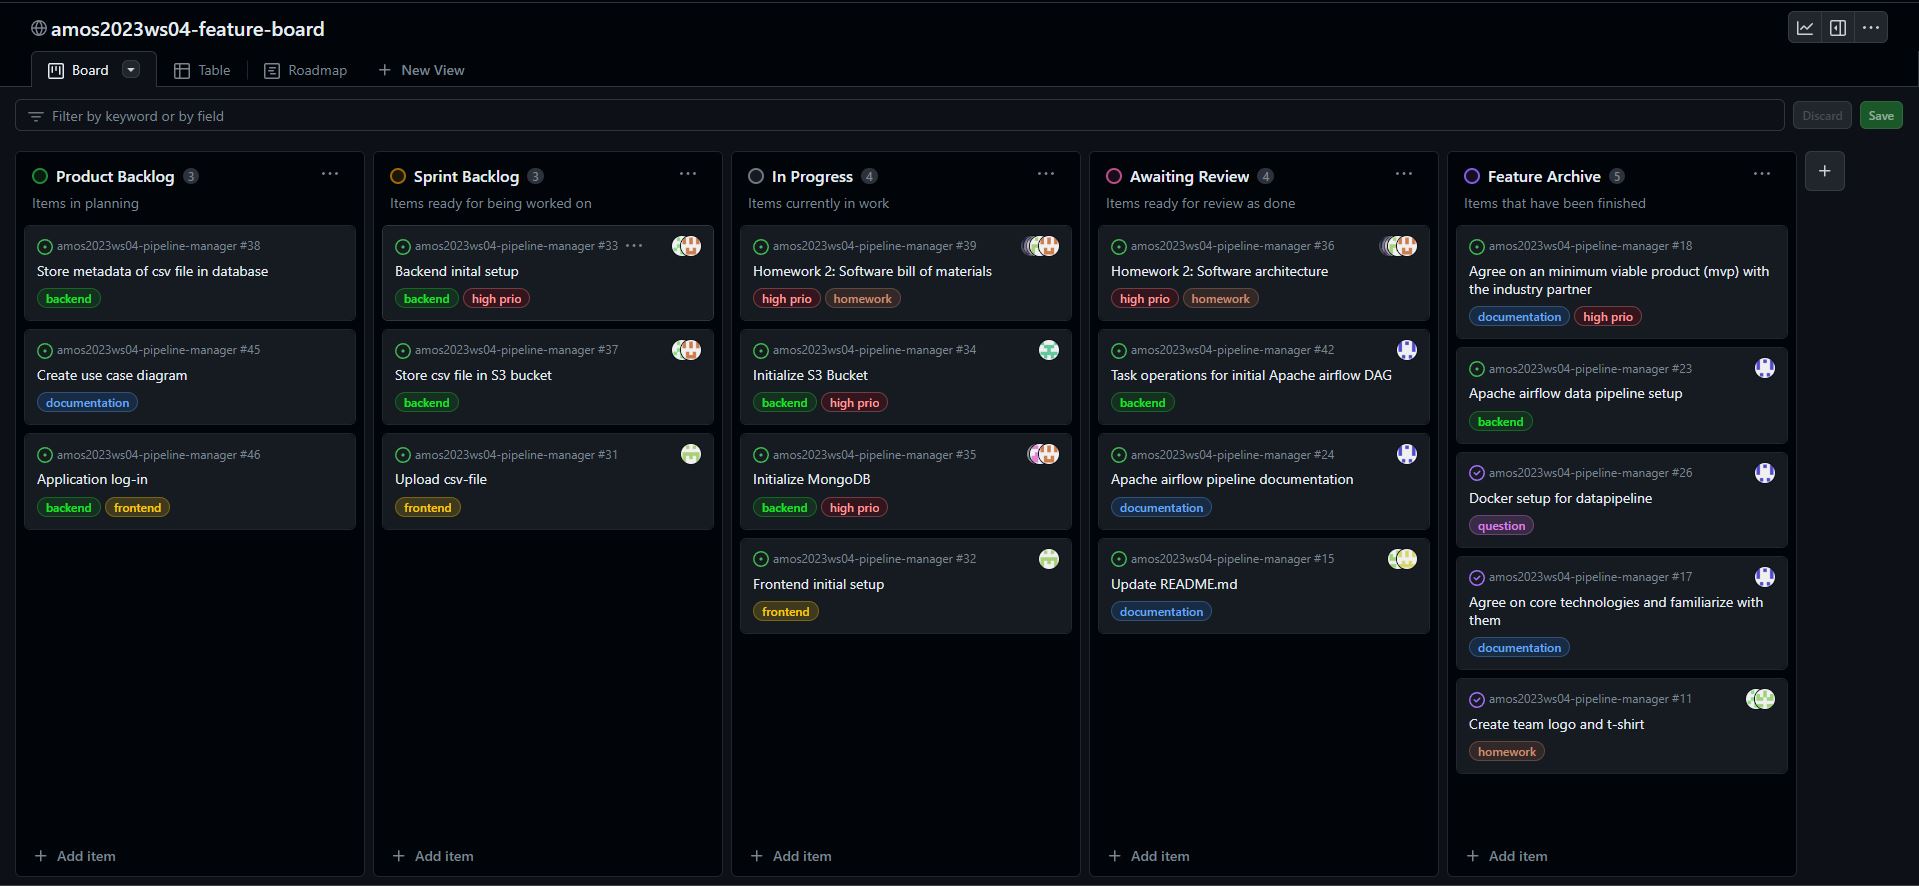 amos2023ws04-feature-board
Board
Table
Roadmap
New View
Filter by keyword or by field
Discard
Save
Product Backlog 3
Items in planning
amos2023ws04-pipeline-manager #38
Store metadata of csv file in database
backend
amos2023ws04-pipeline-manager #45
Create use case diagram
documentation
amos2023ws04-pipeline-manager #46
Application log-in
backend frontend
Add item
Sprint Backlog 3
Items ready for being worked on
amos2023ws04-pipeline-manager #33
Backend inital setup
backend high prio
amos2023ws04-pipeline-manager #37
Store csv file in S3 bucket
backend
amos2023ws04-pipeline-manager #31
Upload csv-file
frontend
Add item
In Progress 4
Items currently in work
amos2023ws04-pipeline-manager #39
Homework 2: Software bill of materials
high prio homework
amos2023ws04-pipeline-manager #34
Initialize S3 Bucket
backend high prio
amos2023ws04-pipeline-manager #35
Initialize MongoDB
backend high prio
amos2023ws04-pipeline-manager #32
Frontend initial setup
frontend
Add item
Awaiting Review 4
Items ready for review as done
amos2023ws04-pipeline-manager #36
Homework 2: Software architecture
high prio homework
amos2023ws04-pipeline-manager #42
Task operations for initial Apache airflow DAG
backend
amos2023ws04-pipeline-manager #24
Apache airflow pipeline documentation
documentation
amos2023ws04-pipeline-manager #15
Update README.md
documentation
Add item
Feature Archive 5
Items that have been finished
amos2023ws04-pipeline-manager #18
Agree on an minimum viable product (mvp) with
the industry partner
documentation high prio
amos2023ws04-pipeline-manager #23
Apache airflow data pipeline setup
backend
amos2023ws04-pipeline-manager #26
Docker setup for datapipeline
question
amos2023ws04-pipeline-manager #17
Agree on core technologies and familiarize with
them
documentation
amos2023ws04-pipeline-manager #11
Create team logo and t-shirt
homework
Add item